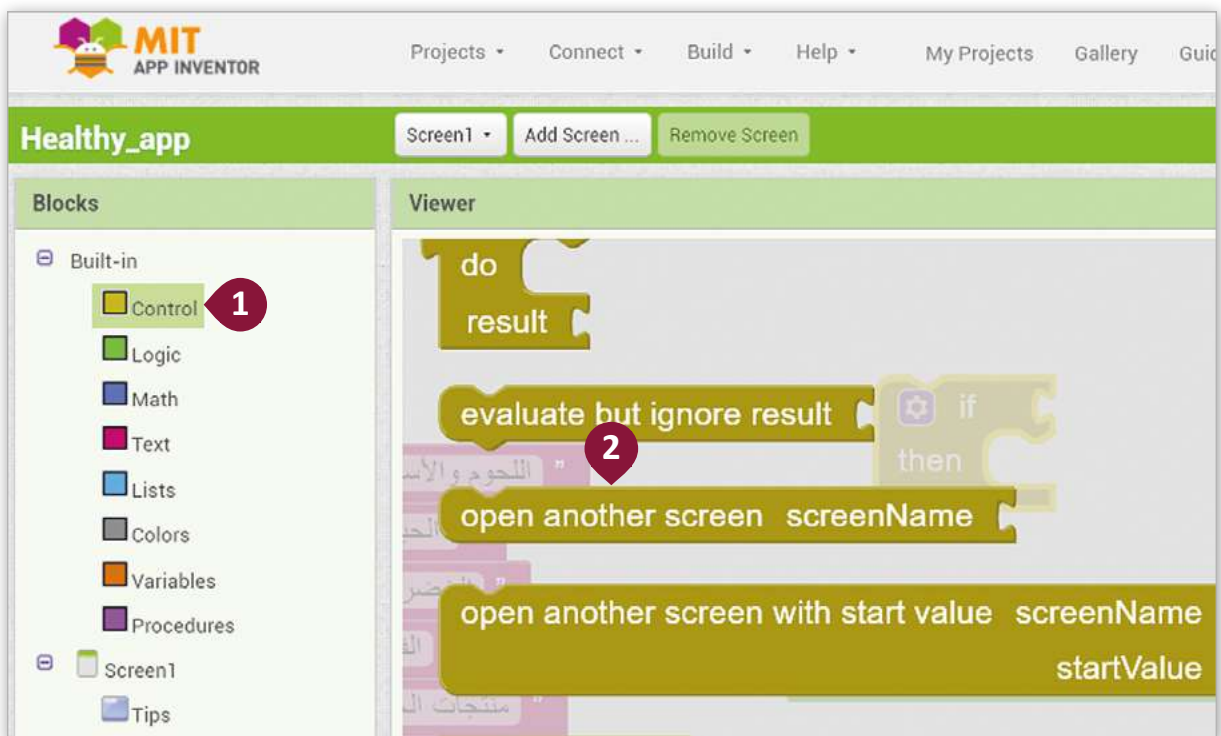 MIT
APP INVENTOR
Projects
Connect
Build
Help
My Projects
Gallery
Healthy_app
Screen1
Add Screen ...
Remove Screen
Blocks
Viewer
Built-in
Control
1
Logic
Math
Text
Lists
Colors
Variables
Procedures
Screen1
Tips
do
result
evaluate but ignore result
if
then
2
" اللحوم و
open another screen screenName
open another screen with start value screenName
startValue
منتجات